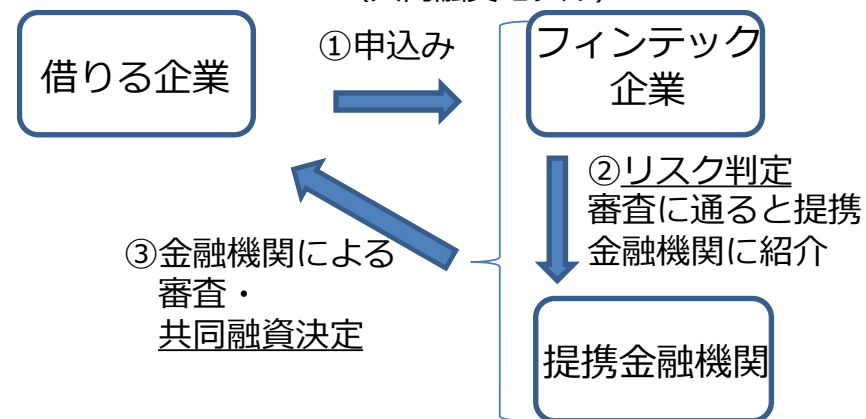 借りる企業
①申込み
フィンテック
企業
②リスク判定
審査に通ると提携
金融機関に紹介
③金融機関による
審査・
共同融資決定
提携金融機関